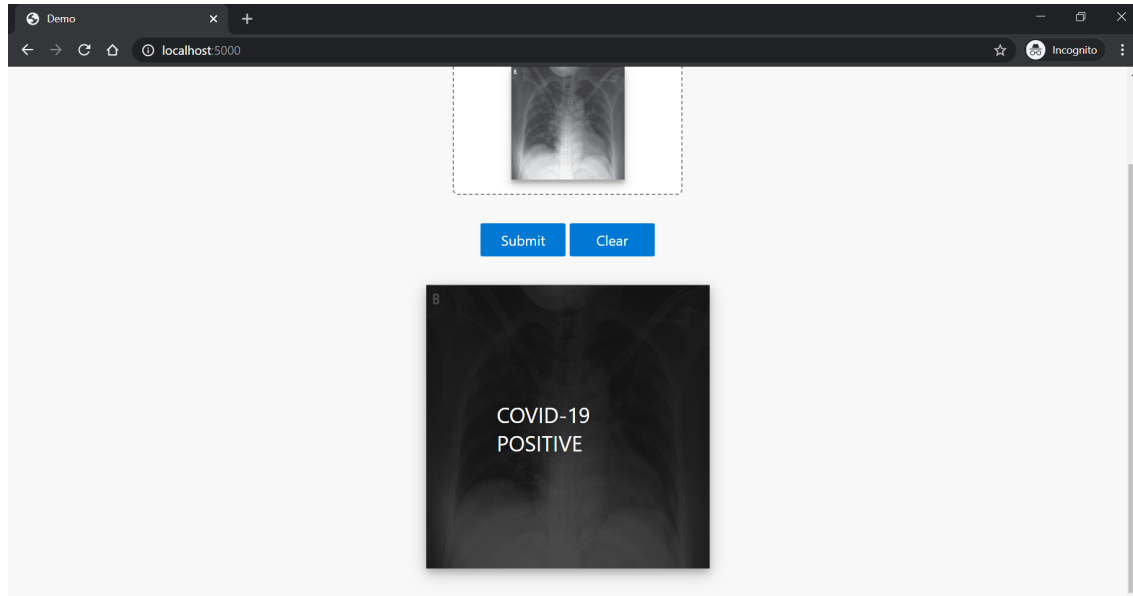 Demo
localhost:5000
Incognito
B
Submit Clear
B
COVID-19
POSITIVE